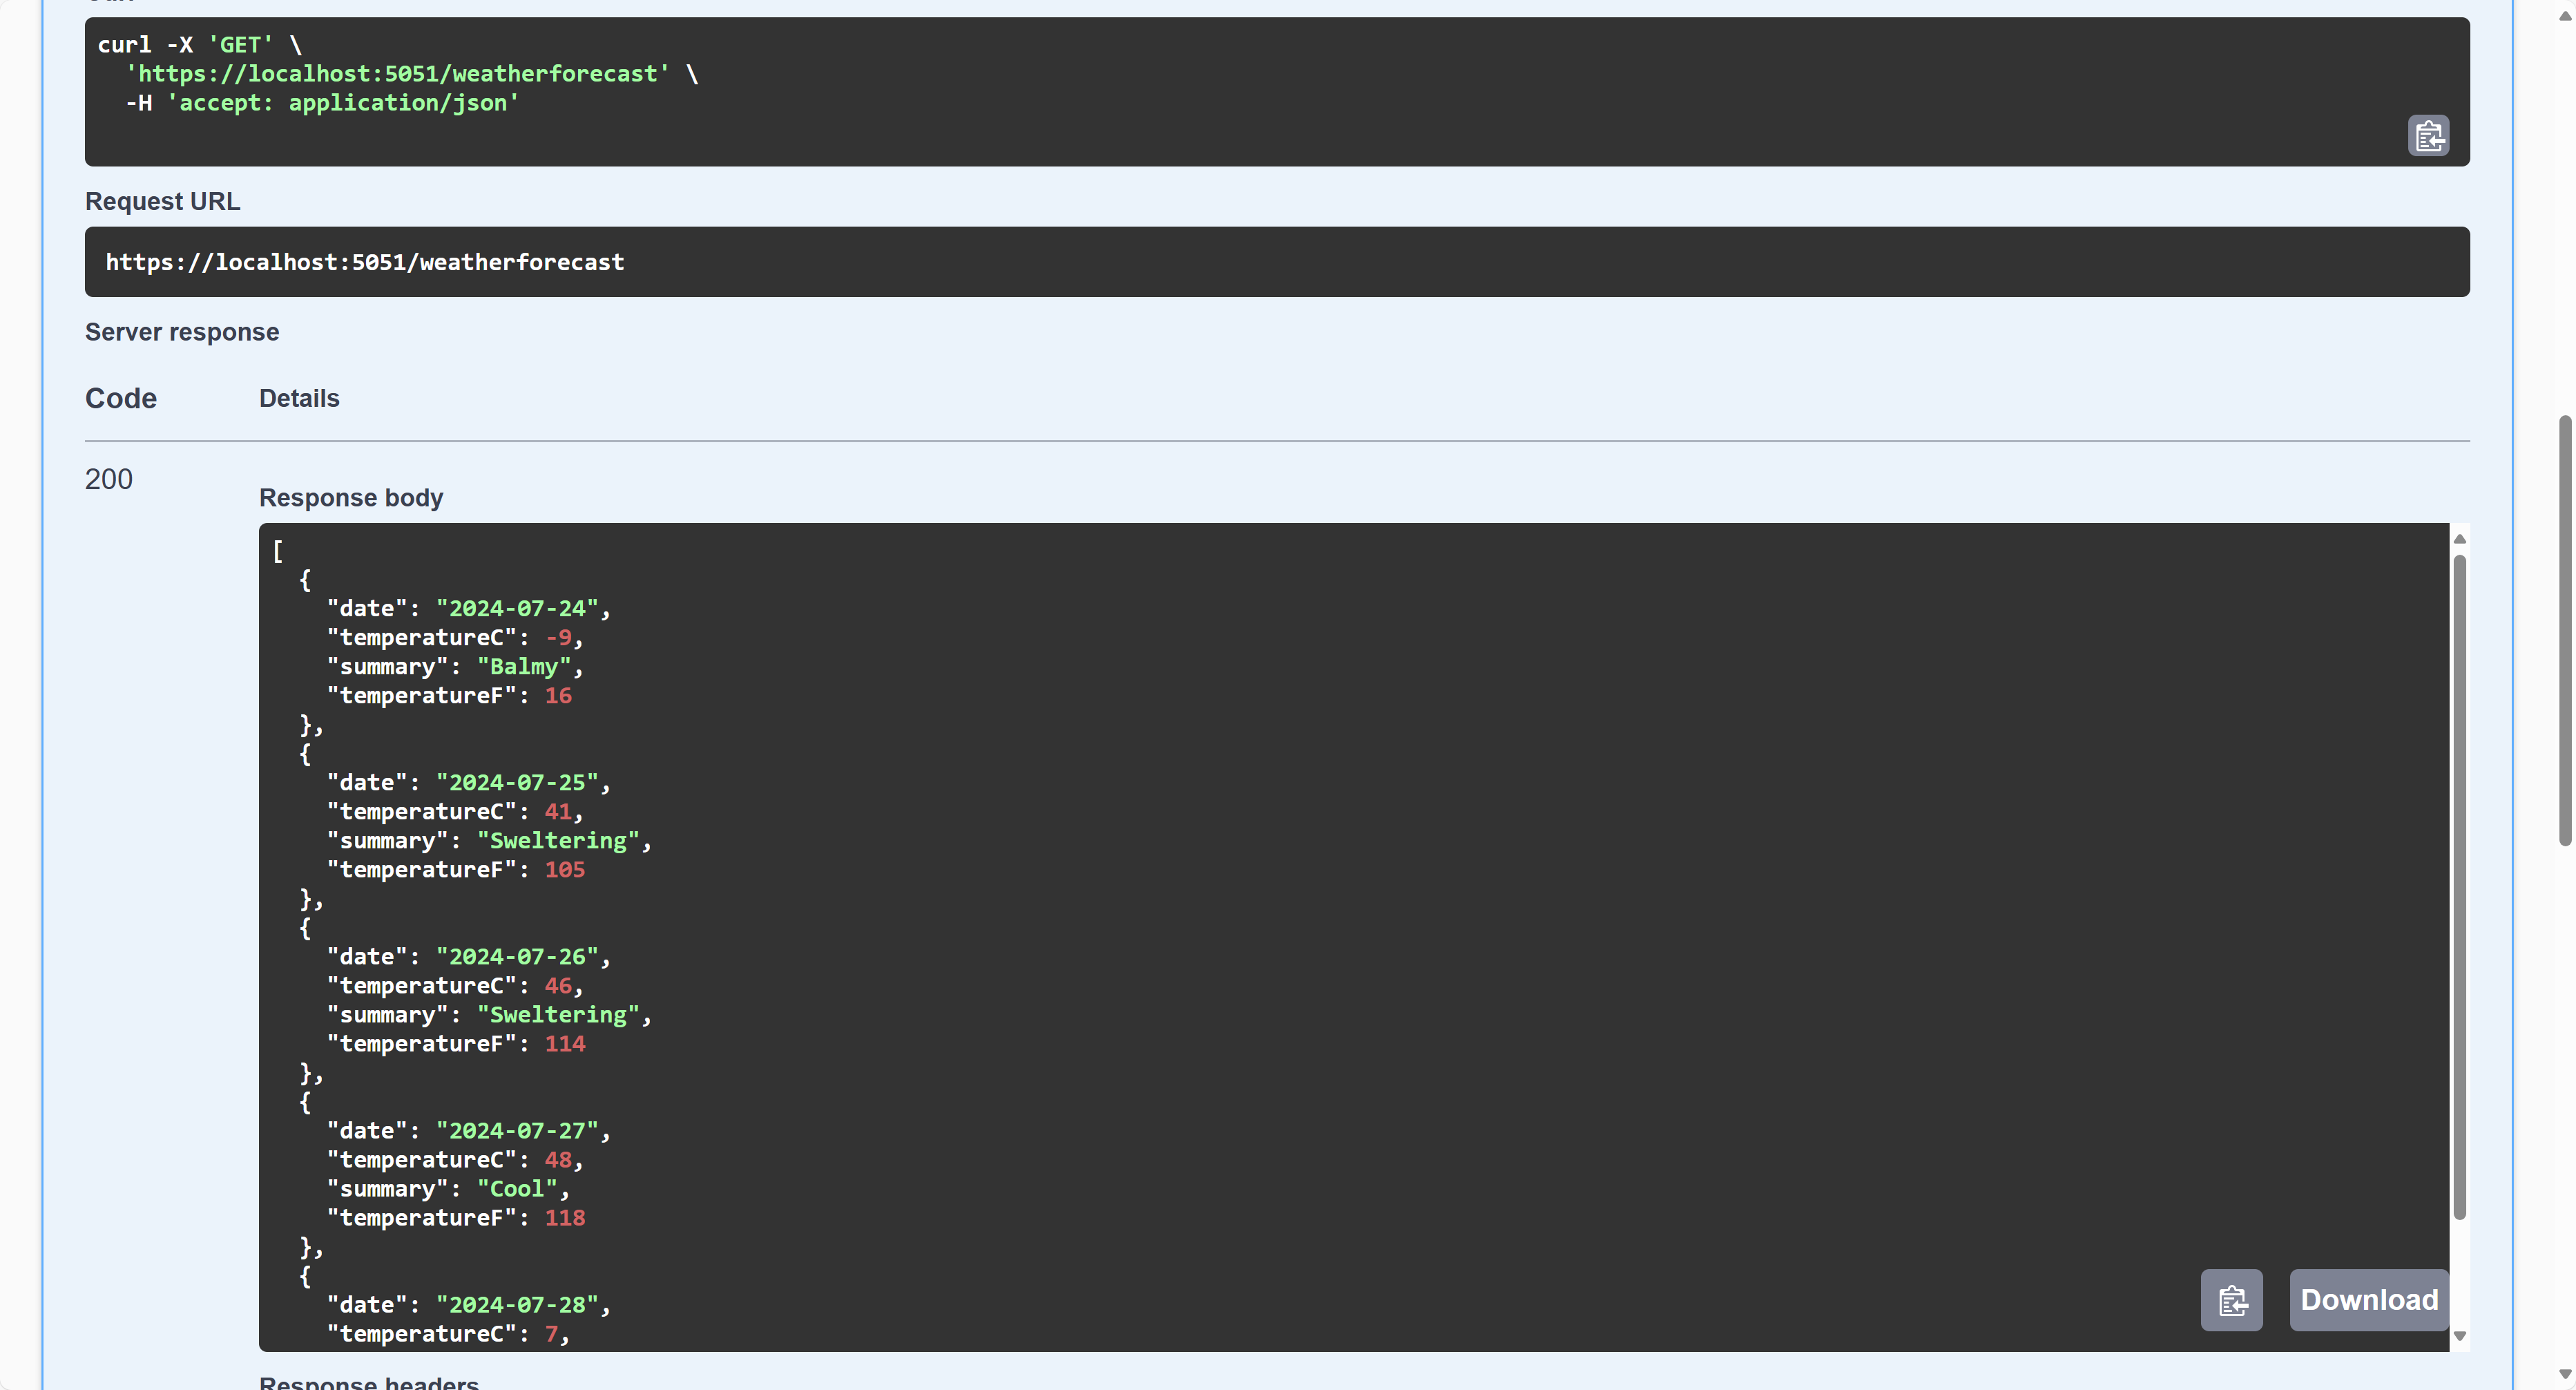 curl -X 'GET' \
  'https://localhost:5051/weatherforecast' \
  -H 'accept: application/json'
Request URL
https://localhost:5051/weatherforecast
Server response
Code Details
200
Response body
[
  {
    "date": "2024-07-24",
    "temperatureC": -9,
    "summary": "Balmy",
    "temperatureF": 16
  },
  {
    "date": "2024-07-25",
    "temperatureC": 41,
    "summary": "Sweltering",
    "temperatureF": 105
  },
  {
    "date": "2024-07-26",
    "temperatureC": 46,
    "summary": "Sweltering",
    "temperatureF": 114
  },
  {
    "date": "2024-07-27",
    "temperatureC": 48,
    "summary": "Cool",
    "temperatureF": 118
  },
  {
    "date": "2024-07-28",
    "temperatureC": 7,
Download
Response headers